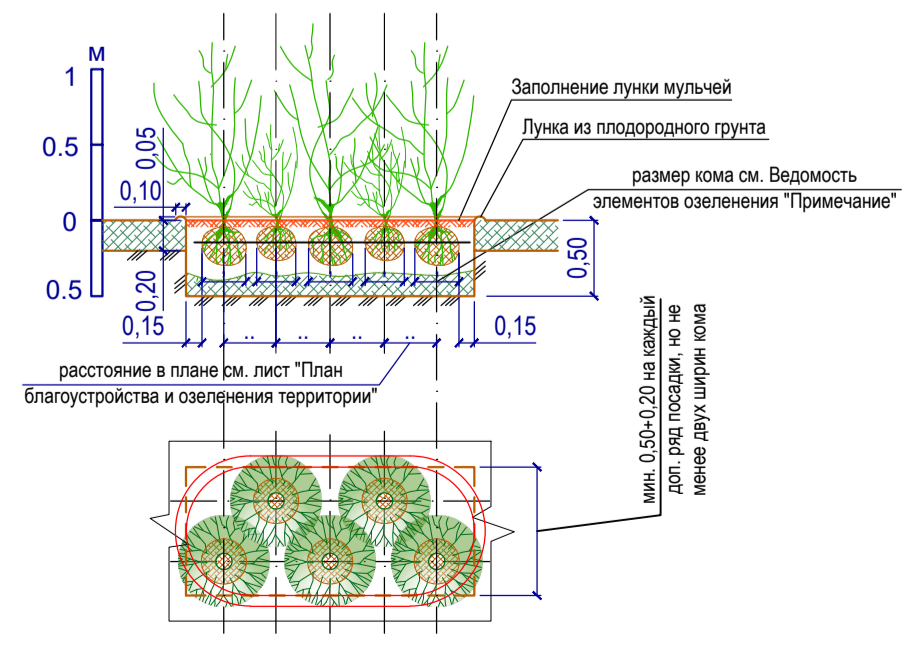 м
1
0.5
0
0.5
0,05
0,10
0,20
0,15
..
..
..
..
0,15
0,50
Заполнение лунки мульчей
Лунка из плодородного грунта
размер кома см. Ведомость
элементов озеленения "Примечание"
расстояние в плане см. лист "План
благоустройства и озеленения территории"
мин. 0,50+0,20 на каждый
доп. ряд посадки, но не
менее двух ширин кома